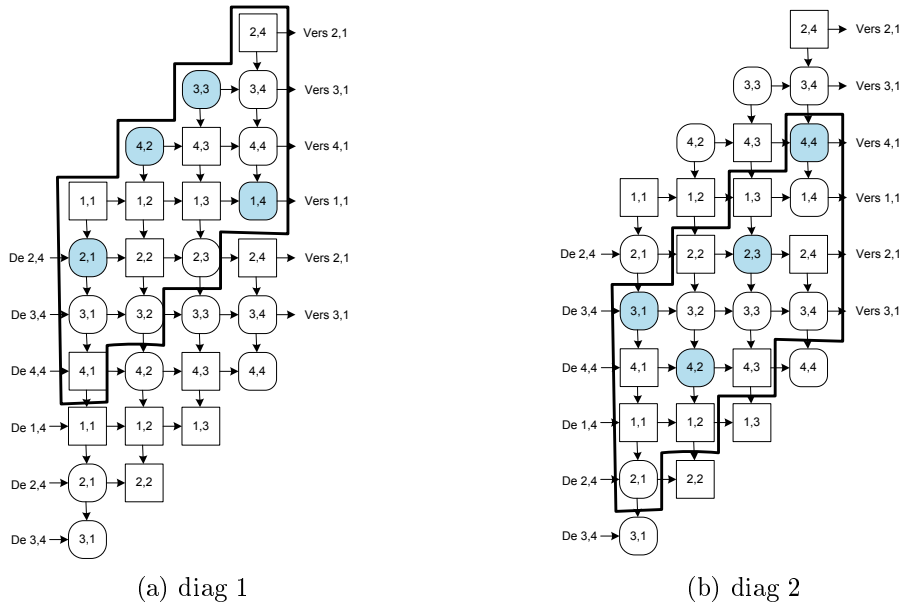 2,4 Vers 2,1
3,3 3,4 Vers 3,1
4,2 4,3 4,4 Vers 4,1
1,1 1,2 1,3 1,4 Vers 1,1
De 2,4 2,1 2,2 2,3 2,4 Vers 2,1
De 3,4 3,1 3,2 3,3 3,4 Vers 3,1
De 4,4 4,1 4,2 4,3 4,4
De 1,4 1,1 1,2 1,3
De 2,4 2,1 2,2
De 3,4 3,1
(a) diag 1
2,4 Vers 2,1
3,3 3,4 Vers 3,1
4,2 4,3 4,4 Vers 4,1
1,1 1,2 1,3 1,4 Vers 1,1
De 2,4 2,1 2,2 2,3 2,4 Vers 2,1
De 3,4 3,1 3,2 3,3 3,4 Vers 3,1
De 4,4 4,1 4,2 4,3 4,4
De 1,4 1,1 1,2 1,3
De 2,4 2,1 2,2
De 3,4 3,1
(b) diag 2